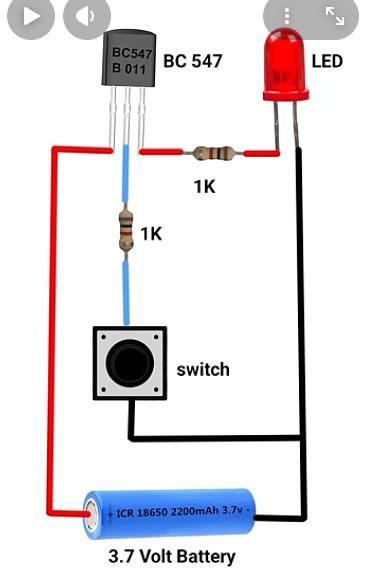 BC547
B 011
BC 547
LED
1K
1K
switch
+ ICR 18650 2200mAh 3.7v -
3.7 Volt Battery